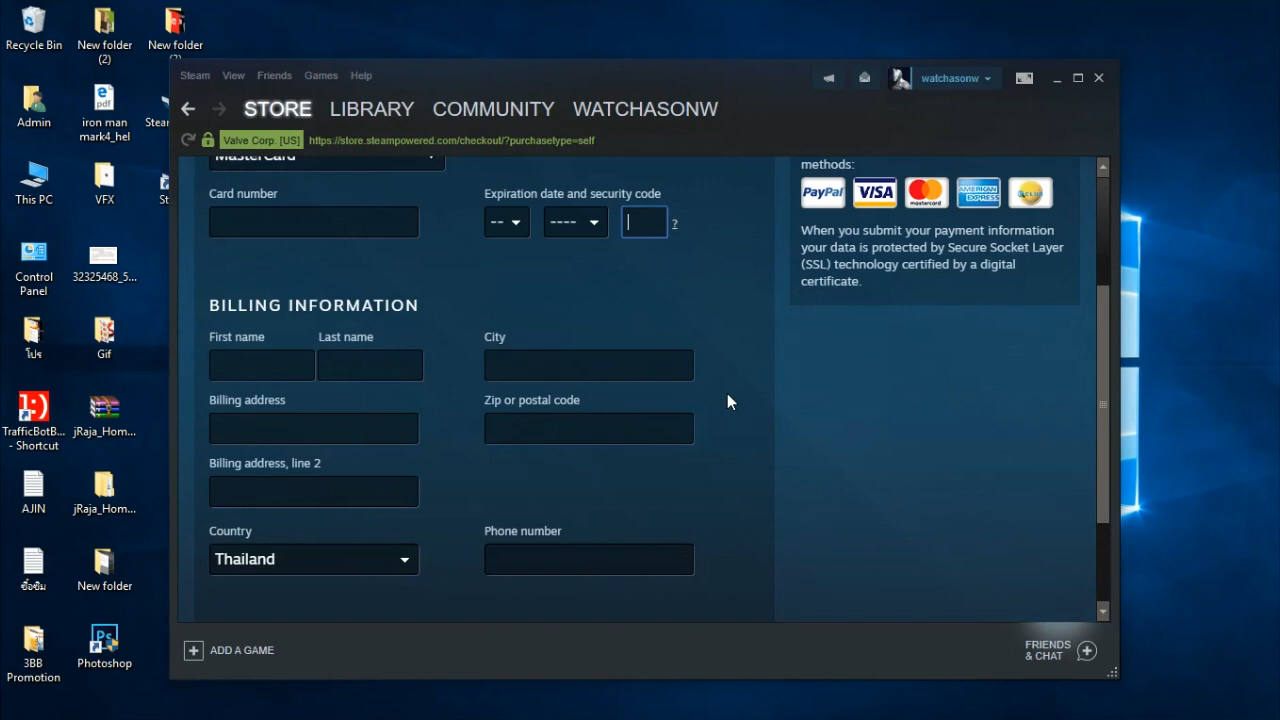 Recycle Bin
New folder
(2)
New folder
Steam
View
Friends
Games
Help
watchasonw
STORE
LIBRARY
COMMUNITY
WATCHASONW
Valve Corp. [US]
https://store.steampowered.com/checkout/?purchasetype=self
Admin
iron man
mark4_hel
This PC
VFX
Control
Panel
32325468_5...
โปร
Gif
TrafficBotB...
- Shortcut
jRaja_Hom...
AJIN
jRaja_Hom...
New folder
3BB
Promotion
Photoshop
MasterCard
Card number
Expiration date and security code
--
----
?
methods:
PayPal
VISA
mastercard
AMERICAN
EXPRESS
When you submit your payment information
your data is protected by Secure Socket Layer
(SSL) technology certified by a digital
certificate.
BILLING INFORMATION
First name
Last name
City
Billing address
Zip or postal code
Billing address, line 2
Country
Phone number
Thailand
ADD A GAME
FRIENDS
& CHAT